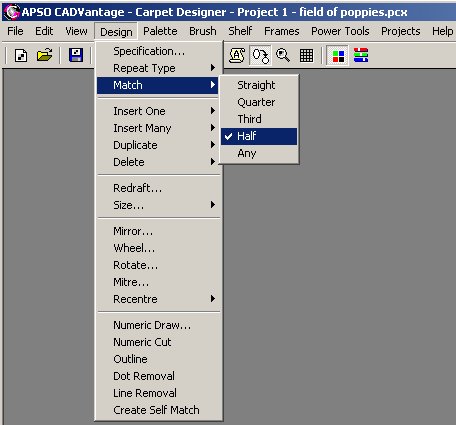 APSO CADVantage - Carpet Designer - Project 1 - field of poppies.pcx
File Edit View Design Palette Brush Shelf Frames Power Tools Project H
Specification...
Repeat Type
Match
Straight
Quarter
Insert One
Third
Insert Many
Half
Duplicate
Any
Delete
Redraft...
Size...
Mirror...
Wheel...
Rotate...
Mitre...
Recentre
Numeric Draw...
Numeric Cut
Outline
Dot Removal
Line Removal
Create Self Match